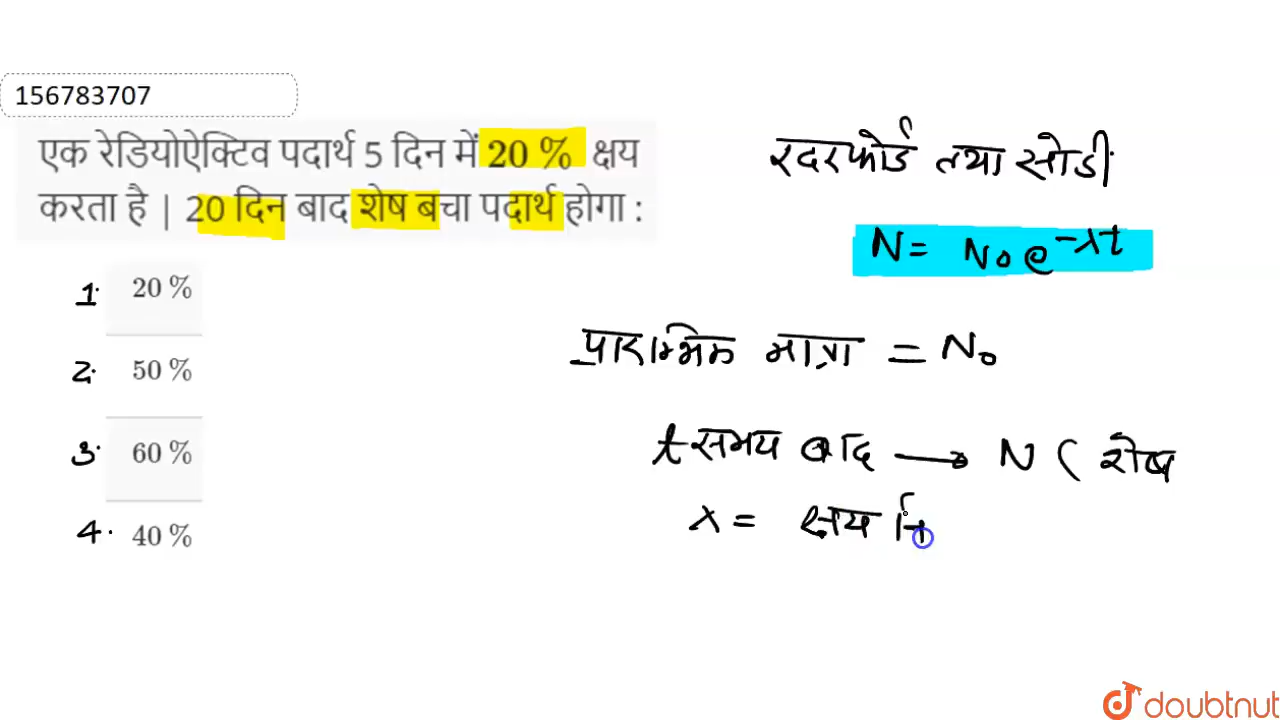 156783707
एक रेडियोऐक्टिव पदार्थ 5 दिन में 20 % क्षय
करता है | 20 दिन बाद शेष बचा पदार्थ होगा :
1. 20 %
2. 50 %
3. 60 %
4. 40 %
रदरफोर्ड तथा सोडी
N = N₀e^-λt
प्रारम्भिक मात्रा = N₀
t समय बाद → N ( शेष
λ = क्षय नि
doubtnut